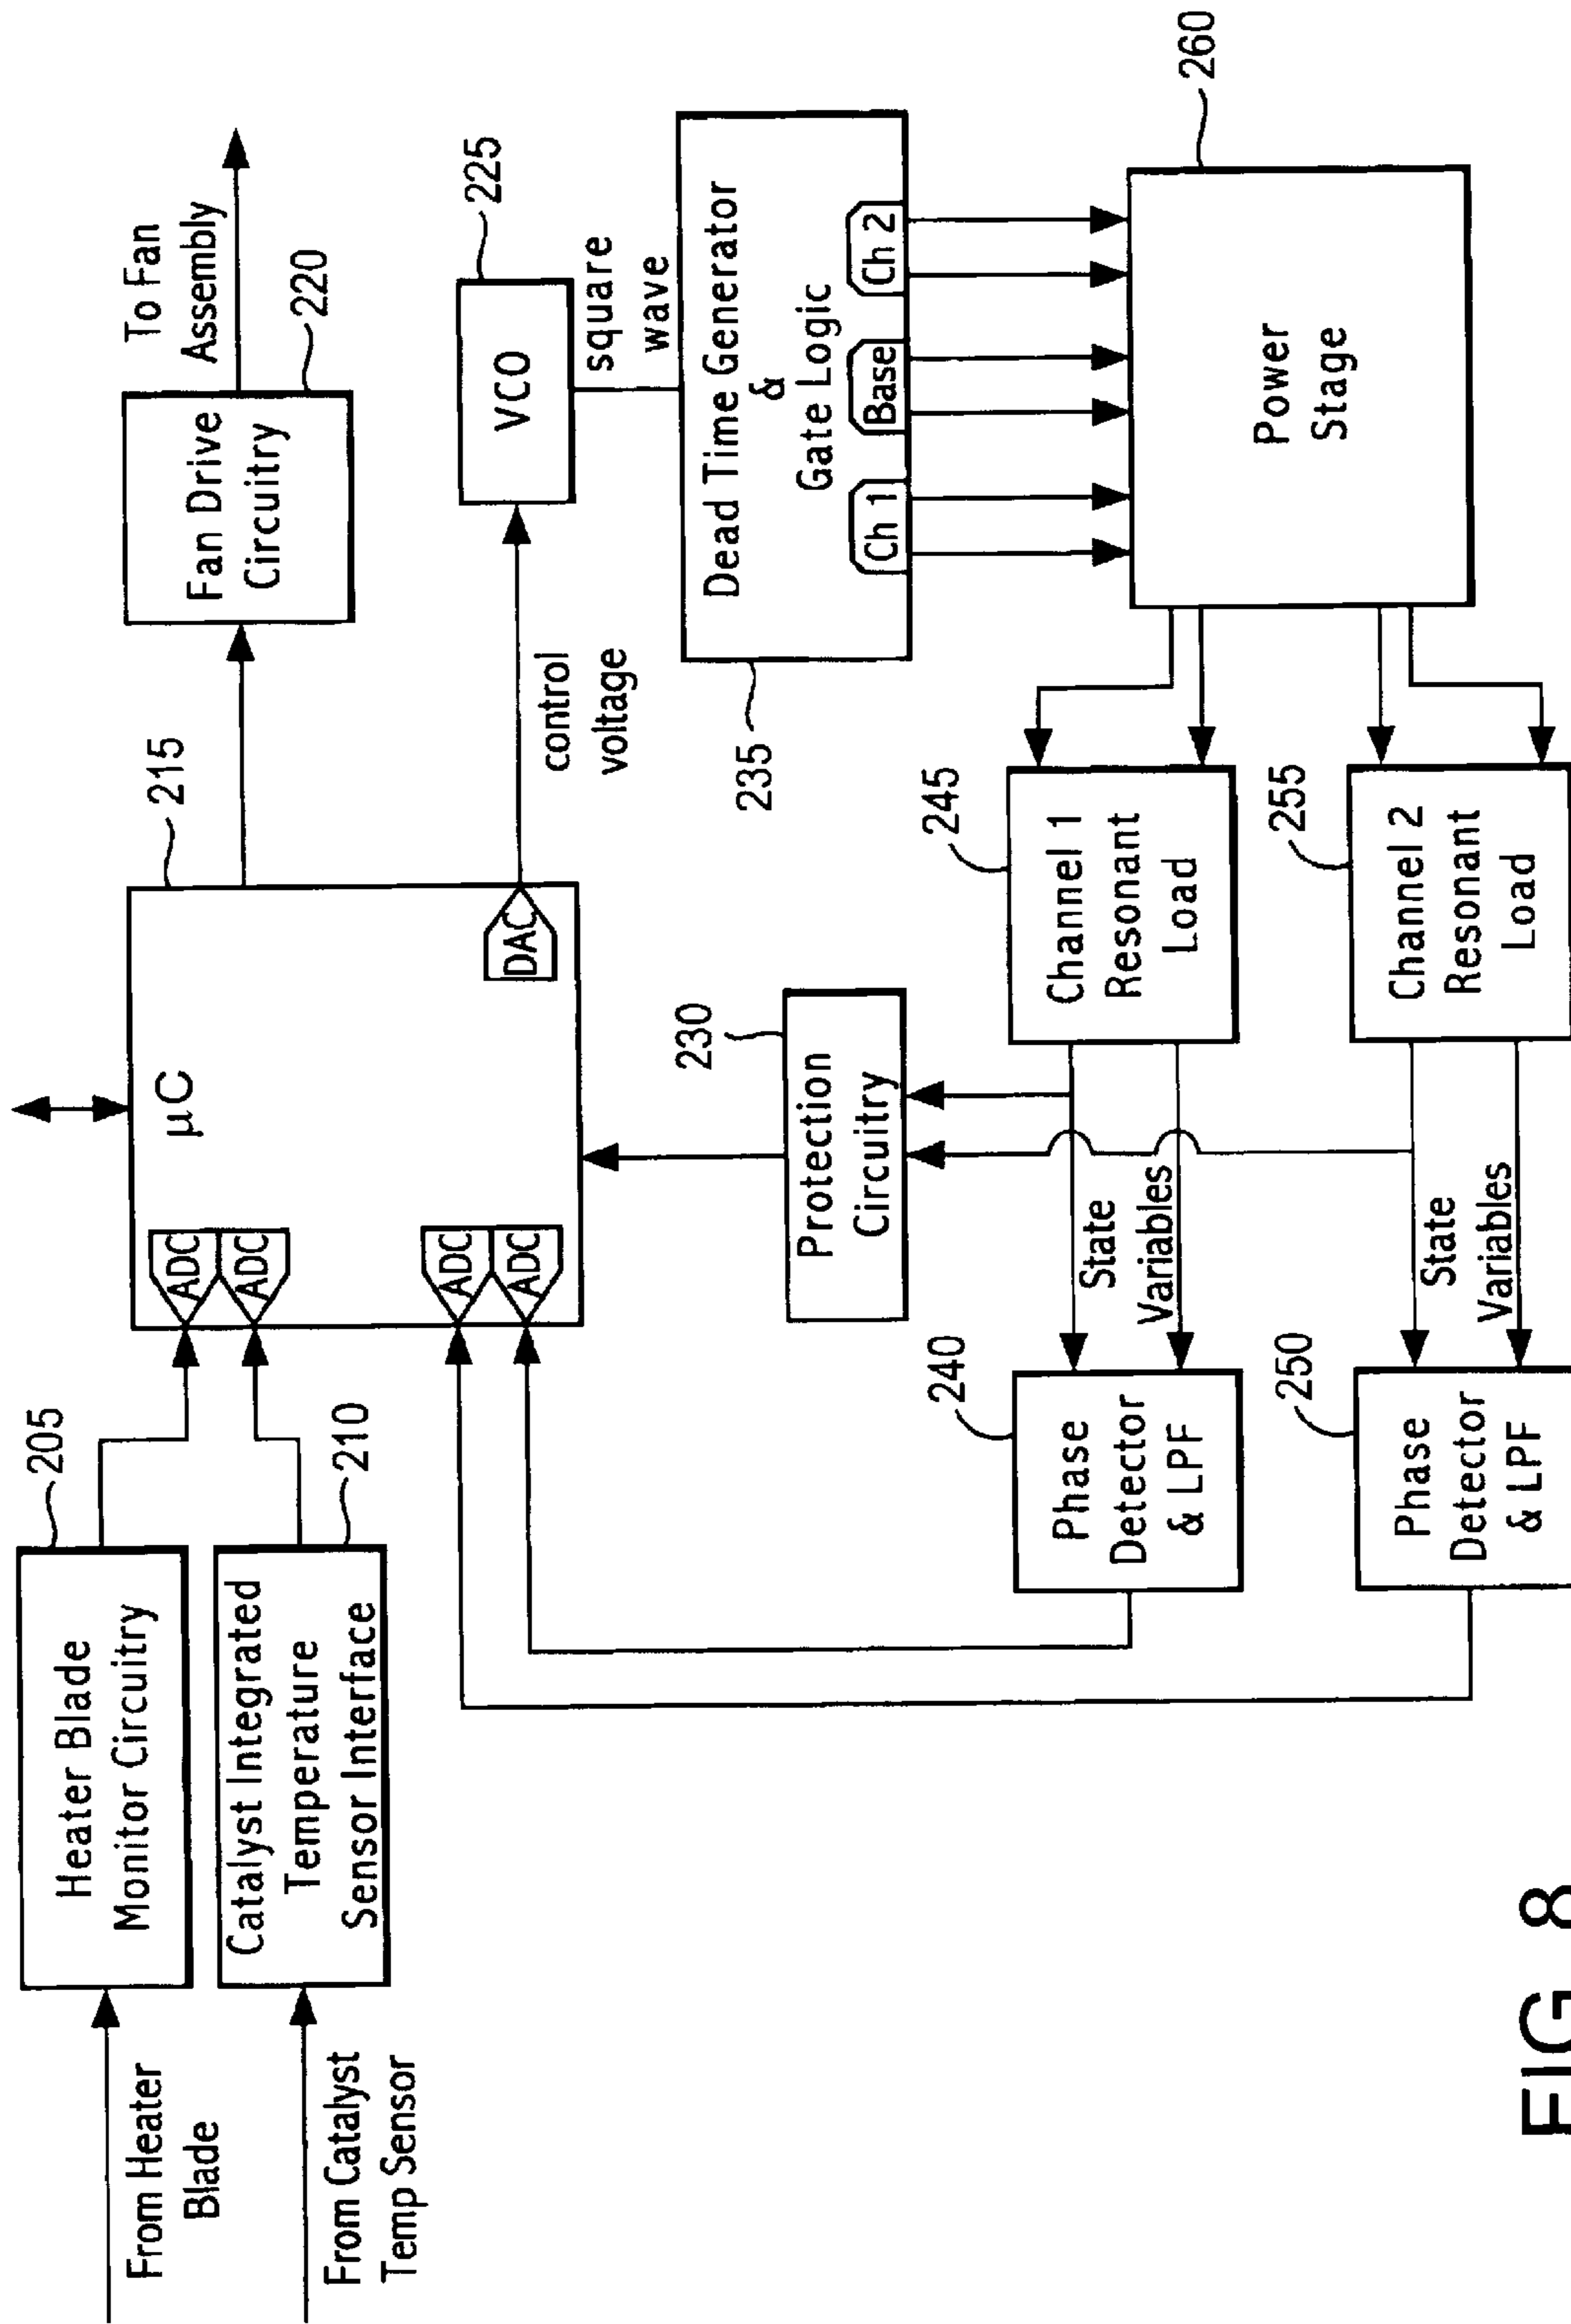 From Heater
Blade
Heater Blade
Monitor Circuitry
205
From Catalyst
Temp Sensor
Catalyst Integrated
Temperature
Sensor Interface
210
ADC
ADC
ADC
ADC
μC
DAC
215
Fan Drive
Circuitry
220
To Fan
Assembly
control
voltage
VCO
225
square
wave
Dead Time Generator
&
Gate Logic
Ch 1
Base
Ch 2
235
Protection
Circuitry
230
Power
Stage
260
Phase
Detector
& LPF
240
State
Variables
Channel 1
Resonant
Load
245
Phase
Detector
& LPF
250
State
Variables
Channel 2
Resonant
Load
255
FIG 8